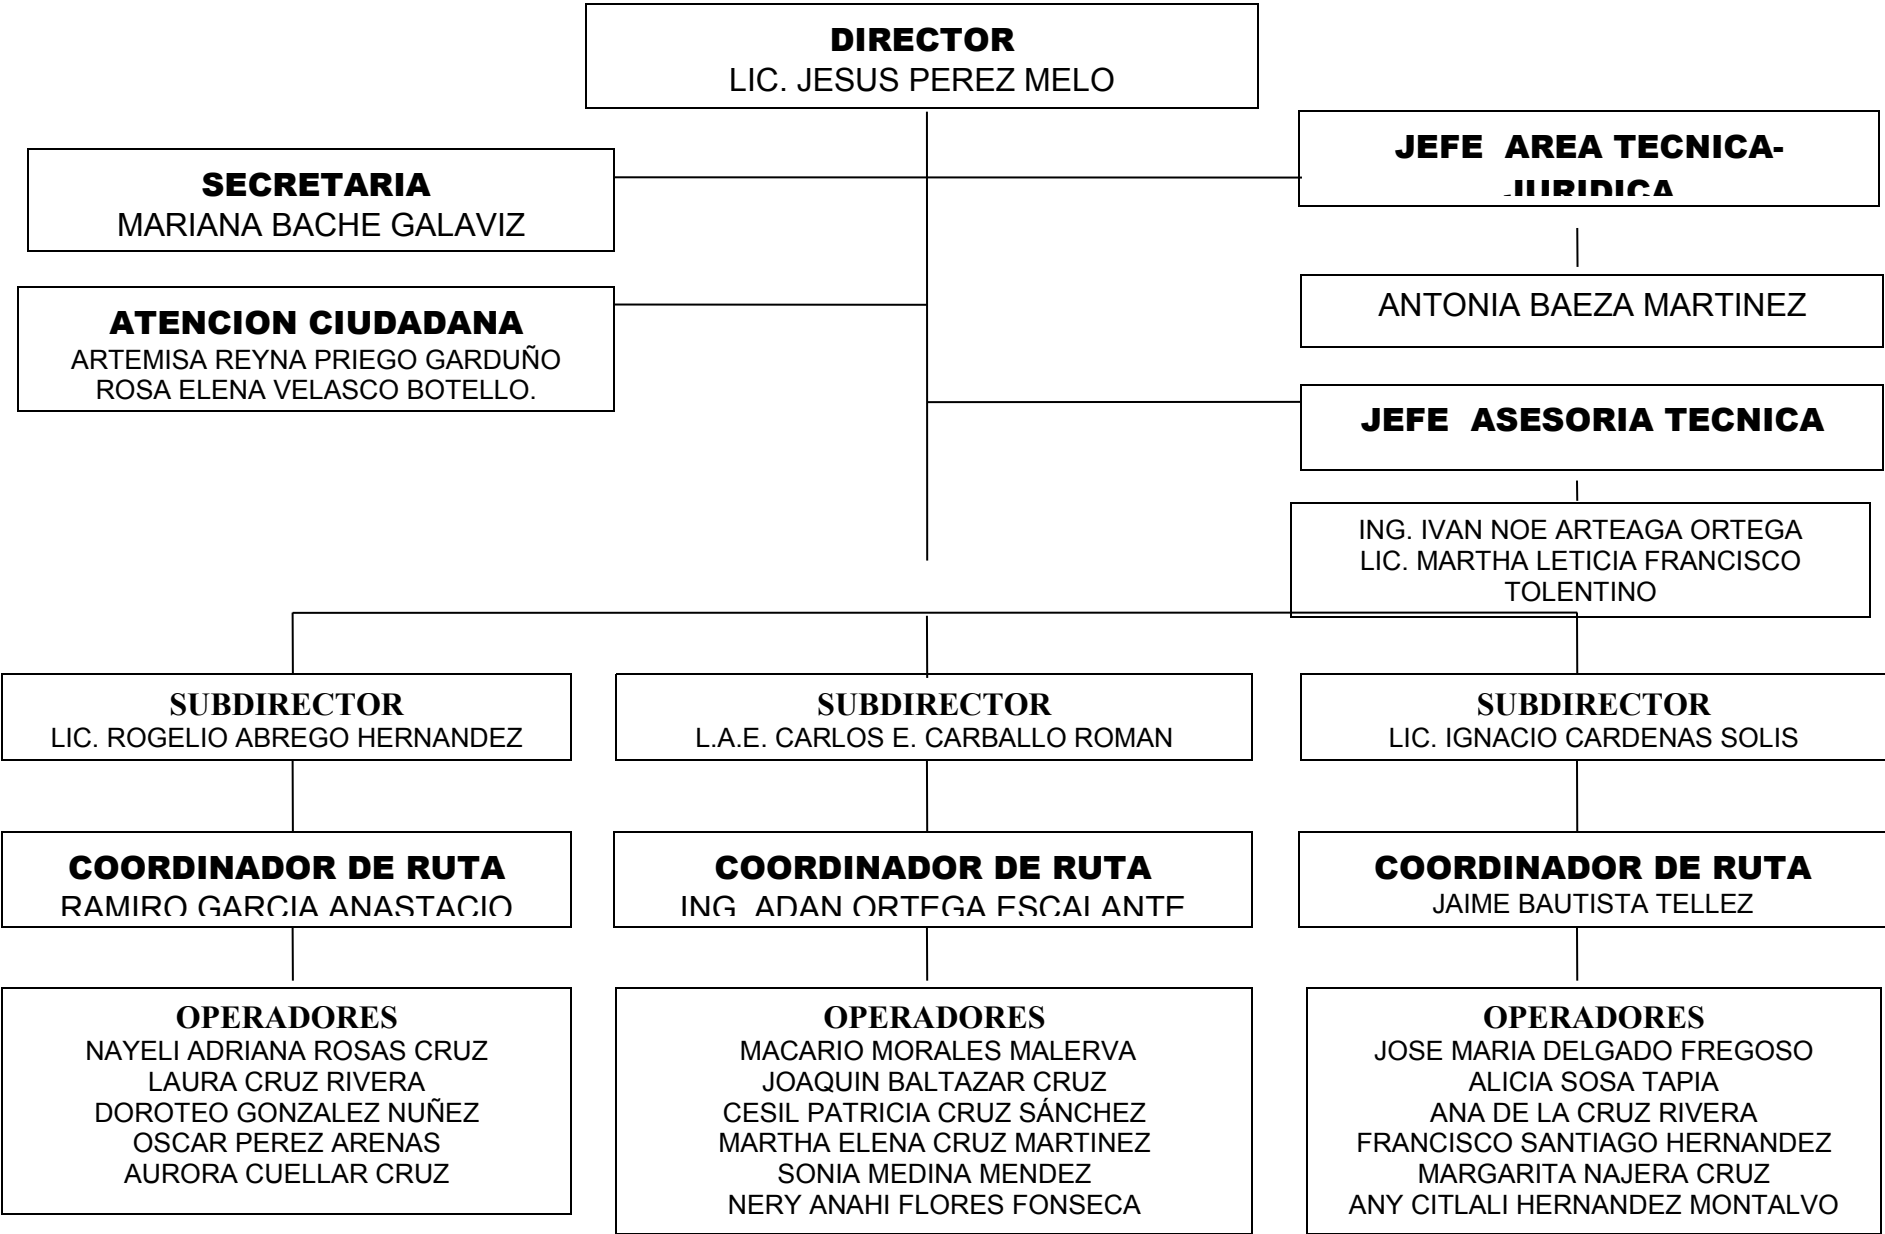 DIRECTOR
LIC. JESUS PEREZ MELO
JEFE AREA TECNICA-
JURIDICA
SECRETARIA
MARIANA BACHE GALAVIZ
ANTONIA BAEZA MARTINEZ
ATENCION CIUDADANA
ARTEMISA REYNA PRIEGO GARDUÑO
ROSA ELENA VELASCO BOTELLO.
JEFE ASESORIA TECNICA
ING. IVAN NOE ARTEAGA ORTEGA
LIC. MARTHA LETICIA FRANCISCO
TOLENTINO
SUBDIRECTOR
LIC. ROGELIO ABREGO HERNANDEZ
SUBDIRECTOR
L.A.E. CARLOS E. CARBALLO ROMAN
SUBDIRECTOR
LIC. IGNACIO CARDENAS SOLIS
COORDINADOR DE RUTA
RAMIRO GARCIA ANASTACIO
COORDINADOR DE RUTA
ING. ADAN ORTEGA ESCALANTE
COORDINADOR DE RUTA
JAIME BAUTISTA TELLEZ
OPERADORES
NAYELI ADRIANA ROSAS CRUZ
LAURA CRUZ RIVERA
DOROTEO GONZALEZ NUÑEZ
OSCAR PEREZ ARENAS
AURORA CUELLAR CRUZ
OPERADORES
MACARIO MORALES MALERVA
JOAQUIN BALTAZAR CRUZ
CESIL PATRICIA CRUZ SÁNCHEZ
MARTHA ELENA CRUZ MARTINEZ
SONIA MEDINA MENDEZ
NERY ANAHI FLORES FONSECA
OPERADORES
JOSE MARIA DELGADO FREGOSO
ALICIA SOSA TAPIA
ANA DE LA CRUZ RIVERA
FRANCISCO SANTIAGO HERNANDEZ
MARGARITA NAJERA CRUZ
ANY CITLALI HERNANDEZ MONTALVO